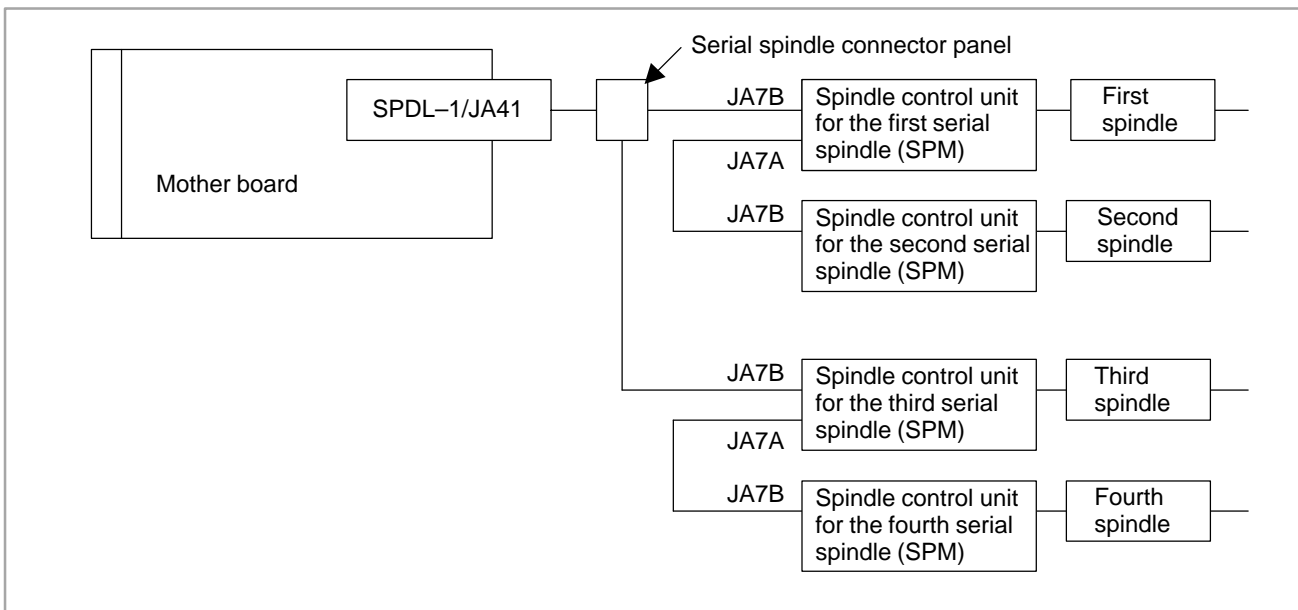 Serial spindle connector panel
SPDL–1/JA41
Mother board
JA7B
Spindle control unit
for the first serial
spindle (SPM)
First
spindle
JA7A
JA7B
Spindle control unit
for the second serial
spindle (SPM)
Second
spindle
JA7B
Spindle control unit
for the third serial
spindle (SPM)
Third
spindle
JA7A
JA7B
Spindle control unit
for the fourth serial
spindle (SPM)
Fourth
spindle